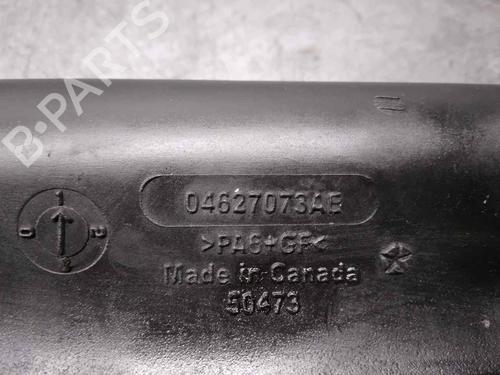 B-PARTS
04627073AB
>PA6+GF<
Made in Canada
50473